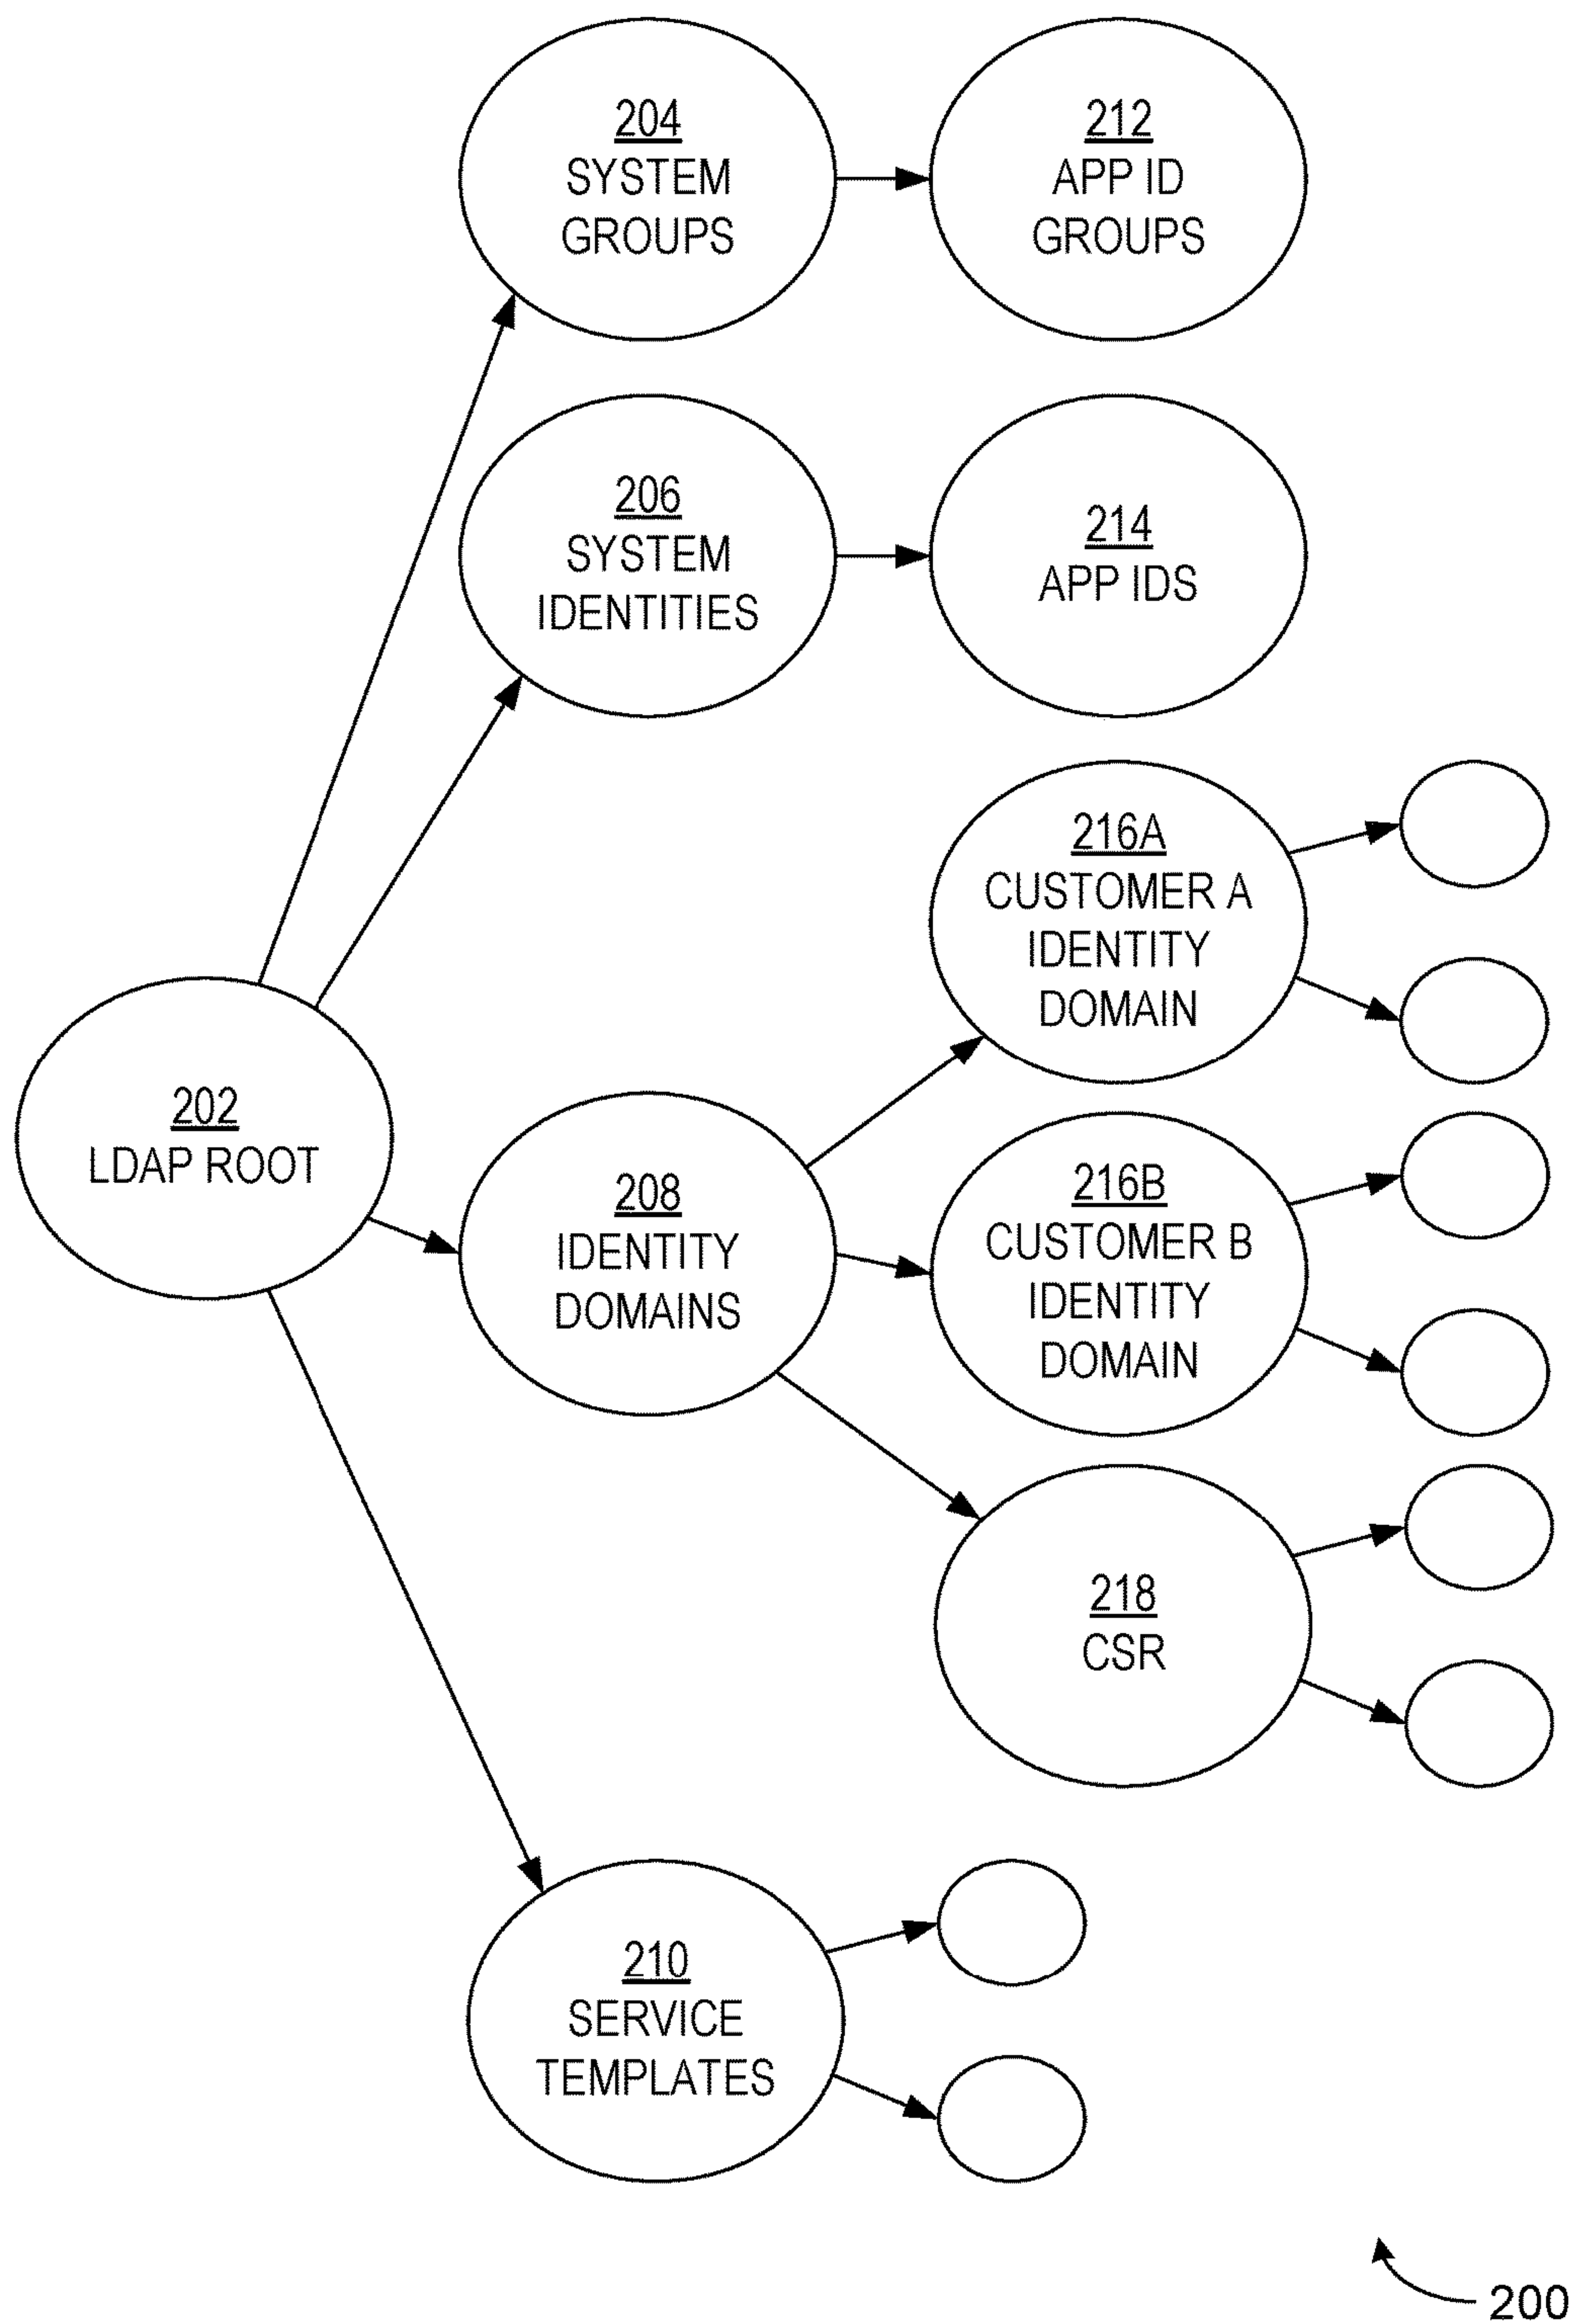 204
SYSTEM
GROUPS
212
APP ID
GROUPS
206
SYSTEM
IDENTITIES
214
APP IDS
216A
CUSTOMER A
IDENTITY
DOMAIN
202
LDAP ROOT
208
IDENTITY
DOMAINS
216B
CUSTOMER B
IDENTITY
DOMAIN
218
CSR
210
SERVICE
TEMPLATES
200